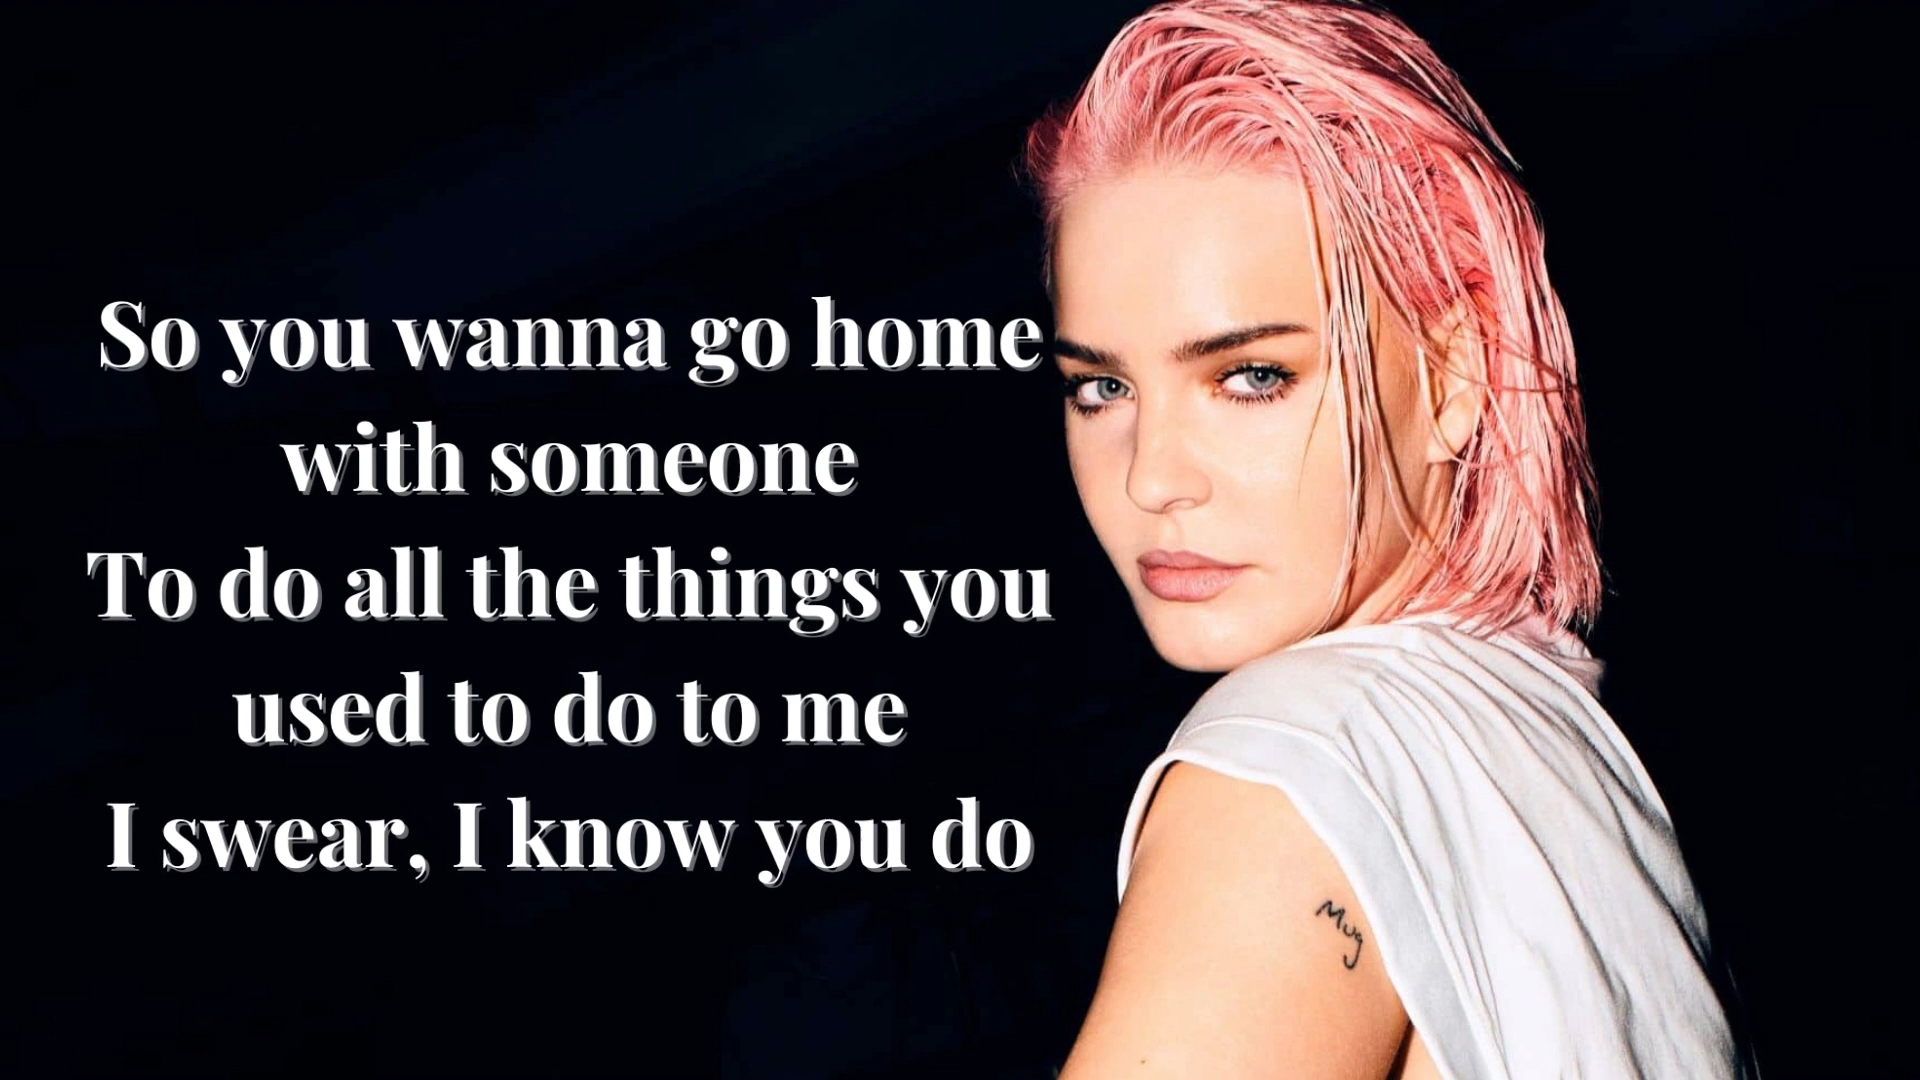 So you wanna go home
with someone
To do all the things you
used to do to me
I swear, I know you do
Mug